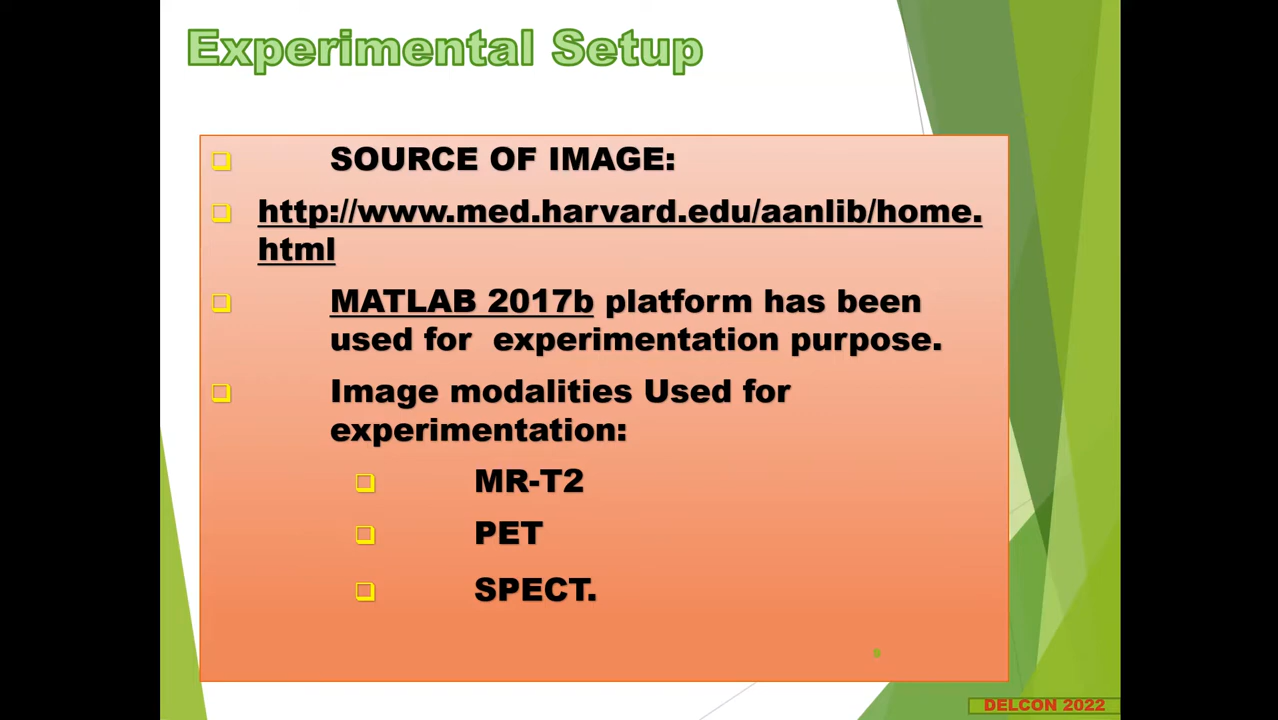 Experimental Setup
SOURCE OF IMAGE:
http://www.med.harvard.edu/aanlib/home.
html
MATLAB 2017b platform has been
used for experimentation purpose.
Image modalities Used for
experimentation:
MR-T2
PET
SPECT.
DELCON 2022